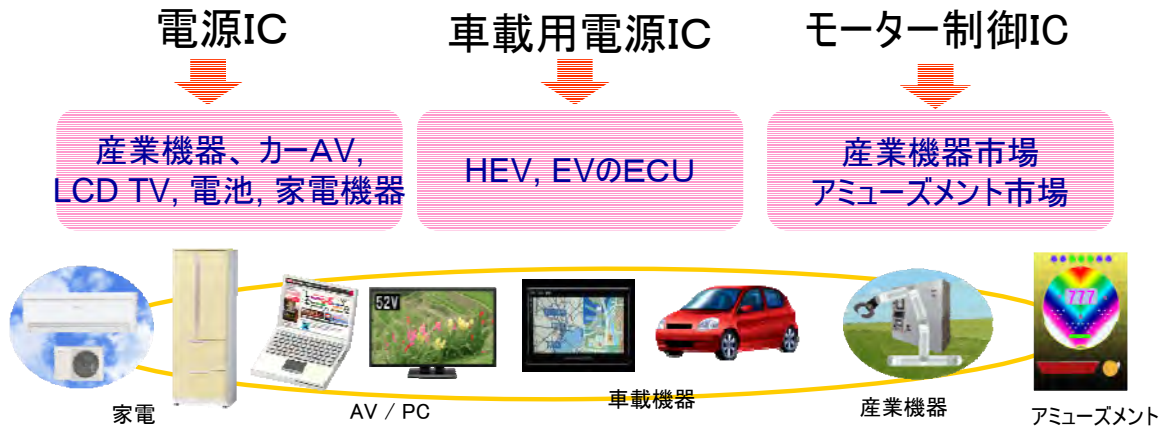 電源IC
車載用電源IC
モーター制御IC
産業機器、カーAV,
LCD TV, 電池, 家電機器
HEV, EVのECU
産業機器市場
アミューズメント市場
52V
777
家電
AV / PC
車載機器
産業機器
アミューズメント